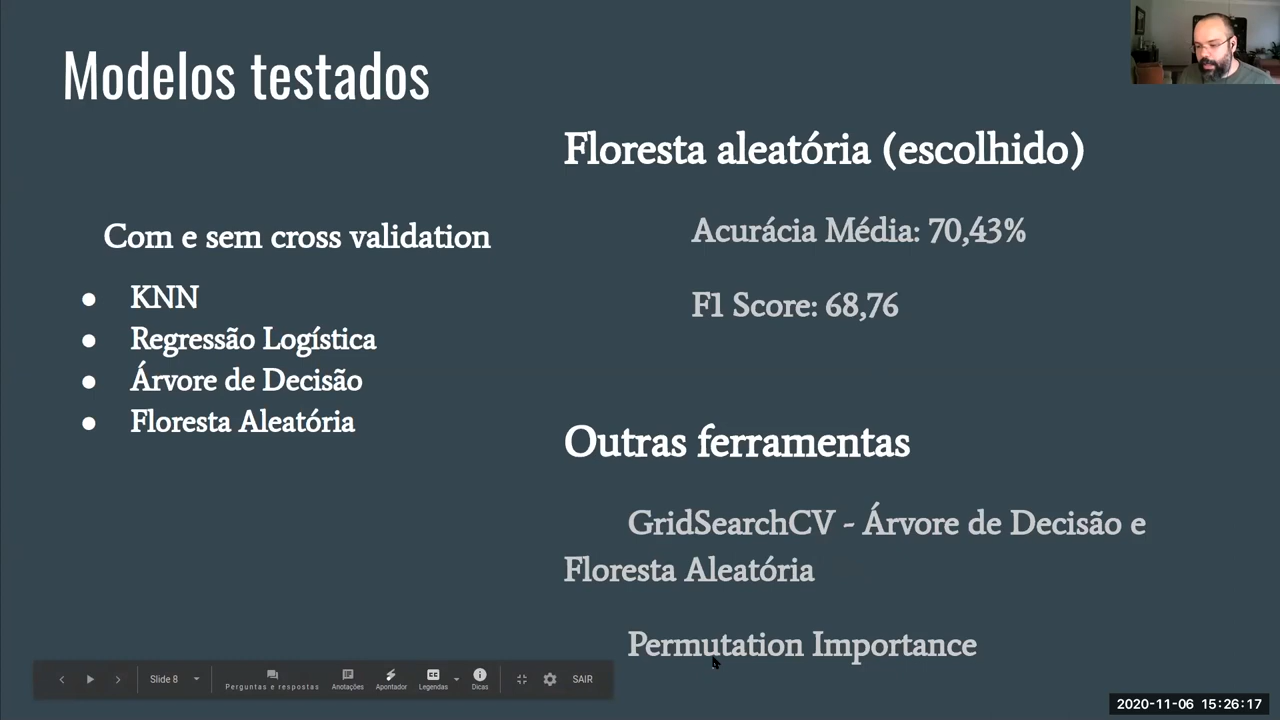 Modelos testados
Com e sem cross validation
● KNN
● Regressão Logística
● Árvore de Decisão
● Floresta Aleatória
Floresta aleatória (escolhido)
Acurácia Média: 70,43%
F1 Score: 68,76
Outras ferramentas
GridSearchCV - Árvore de Decisão e
Floresta Aleatória
Permutation Importance
Slide 8
Perguntas e respostas
Anotações
Apontador
Legendas
Dicas
SAIR
2020-11-06 15:26:17